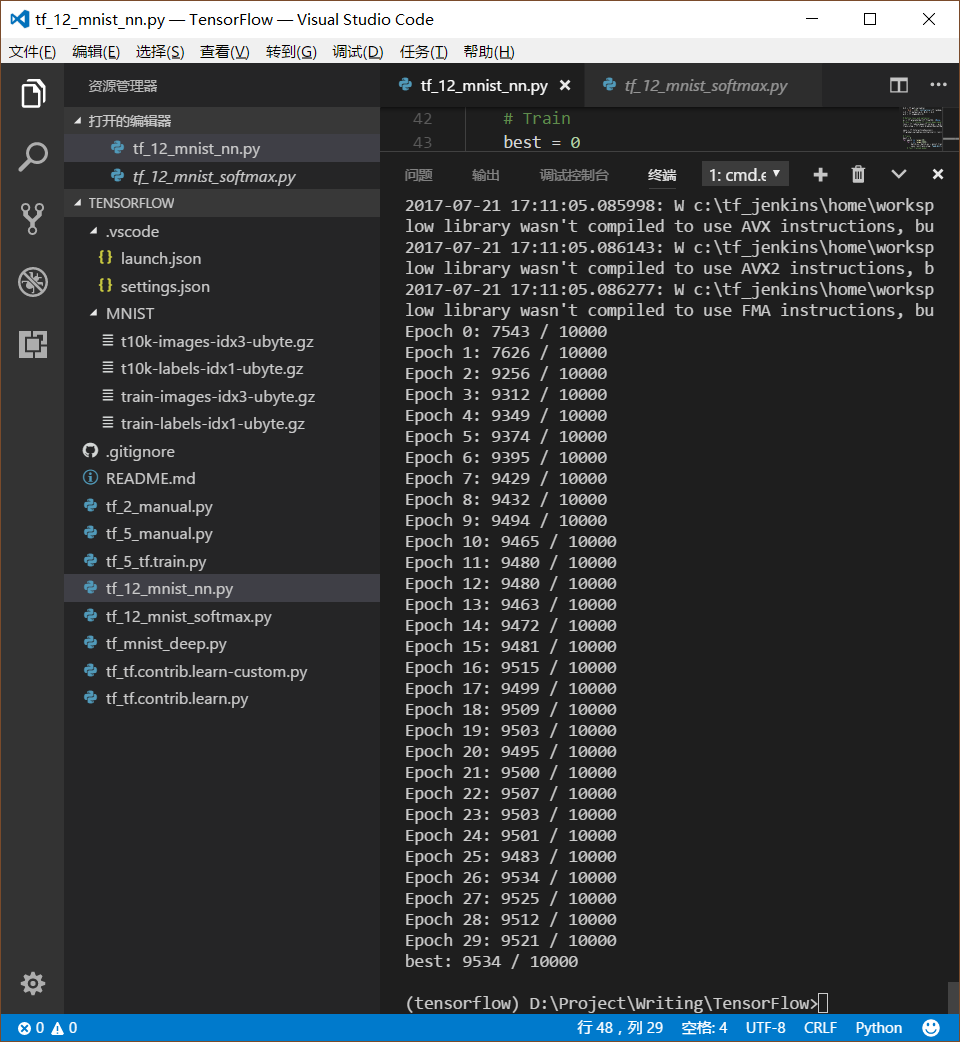 tf_12_mnist_nn.py — TensorFlow — Visual Studio Code
文件(F) 编辑(E) 选择(S) 查看(V) 转到(G) 调试(D) 任务(T) 帮助(H)
资源管理器
打开的编辑器
tf_12_mnist_nn.py
tf_12_mnist_softmax.py
TENSORFLOW
.vscode
{} launch.json
{} settings.json
MNIST
t10k-images-idx3-ubyte.gz
t10k-labels-idx1-ubyte.gz
train-images-idx3-ubyte.gz
train-labels-idx1-ubyte.gz
.gitignore
README.md
tf_2_manual.py
tf_5_manual.py
tf_5_tf.train.py
tf_12_mnist_nn.py
tf_12_mnist_softmax.py
tf_mnist_deep.py
tf_tf.contrib.learn-custom.py
tf_tf.contrib.learn.py
tf_12_mnist_nn.py tf_12_mnist_softmax.py
42 # Train
43 best = 0
问题 输出 调试控制台 终端 1: cmd.e
2017-07-21 17:11:05.085998: W c:\tf_jenkins\home\worksp
low library wasn't compiled to use AVX instructions, bu
2017-07-21 17:11:05.086143: W c:\tf_jenkins\home\worksp
low library wasn't compiled to use AVX2 instructions, b
2017-07-21 17:11:05.086277: W c:\tf_jenkins\home\worksp
low library wasn't compiled to use FMA instructions, bu
Epoch 0: 7543 / 10000
Epoch 1: 7626 / 10000
Epoch 2: 9256 / 10000
Epoch 3: 9312 / 10000
Epoch 4: 9349 / 10000
Epoch 5: 9374 / 10000
Epoch 6: 9395 / 10000
Epoch 7: 9429 / 10000
Epoch 8: 9432 / 10000
Epoch 9: 9494 / 10000
Epoch 10: 9465 / 10000
Epoch 11: 9480 / 10000
Epoch 12: 9480 / 10000
Epoch 13: 9463 / 10000
Epoch 14: 9472 / 10000
Epoch 15: 9481 / 10000
Epoch 16: 9515 / 10000
Epoch 17: 9499 / 10000
Epoch 18: 9509 / 10000
Epoch 19: 9503 / 10000
Epoch 20: 9495 / 10000
Epoch 21: 9500 / 10000
Epoch 22: 9507 / 10000
Epoch 23: 9503 / 10000
Epoch 24: 9501 / 10000
Epoch 25: 9483 / 10000
Epoch 26: 9534 / 10000
Epoch 27: 9525 / 10000
Epoch 28: 9512 / 10000
Epoch 29: 9521 / 10000
best: 9534 / 10000
(tensorflow) D:\Project\Writing\TensorFlow>
0 0 行 48，列 29 空格: 4 UTF-8 CRLF Python